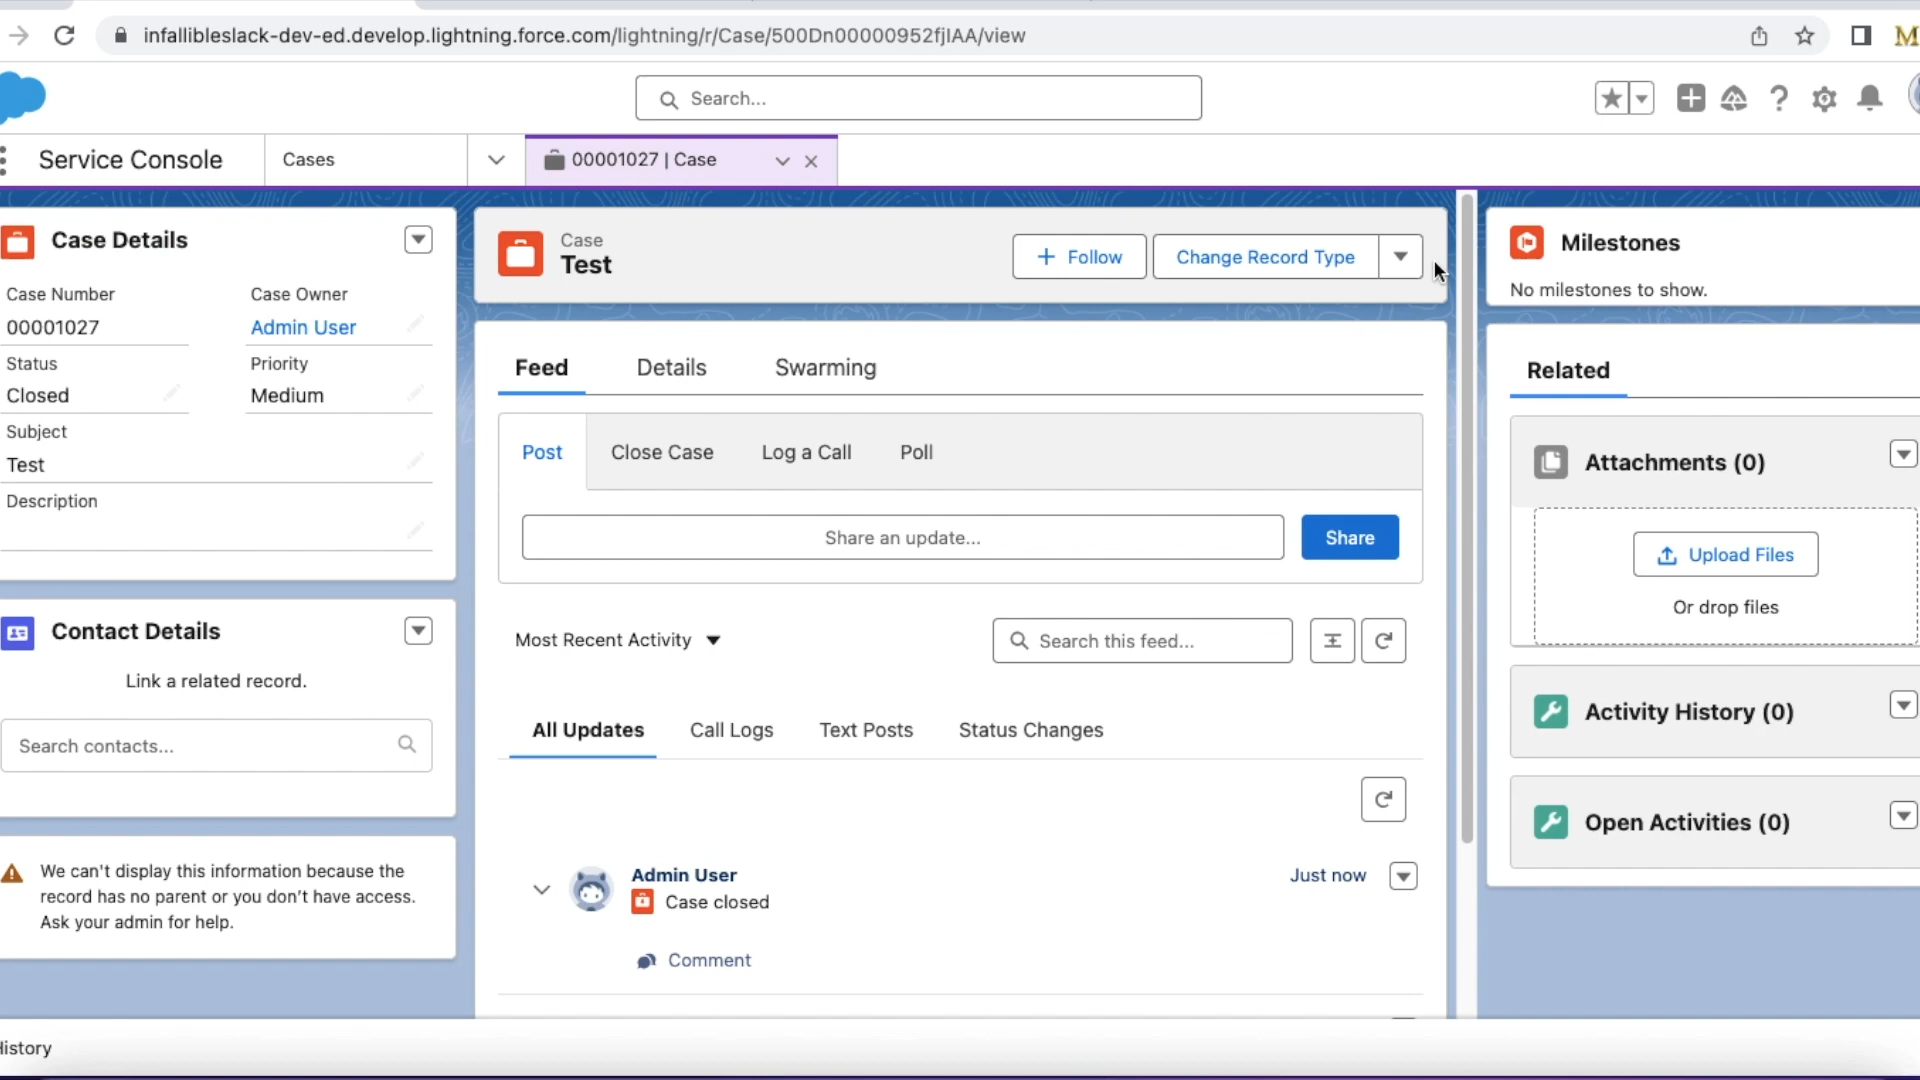 infallibleslack-dev-ed.develop.lightning.force.com/lightning/r/Case/500Dn00000952fjIAA/view
M
Search...
Service Console
Cases
00001027 | Case
Case Details
Case Number
Case Owner
00001027
Admin User
Status
Priority
Closed
Medium
Subject
Test
Description
Contact Details
Link a related record.
Search contacts...
We can't display this information because the
record has no parent or you don't have access.
Ask your admin for help.
Case
Test
Follow
Change Record Type
Feed
Details
Swarming
Post
Close Case
Log a Call
Poll
Share an update...
Share
Most Recent Activity
Search this feed...
All Updates
Call Logs
Text Posts
Status Changes
Admin User
Just now
Case closed
Comment
Milestones
No milestones to show.
Related
Attachments (0)
Upload Files
Or drop files
Activity History (0)
Open Activities (0)
History